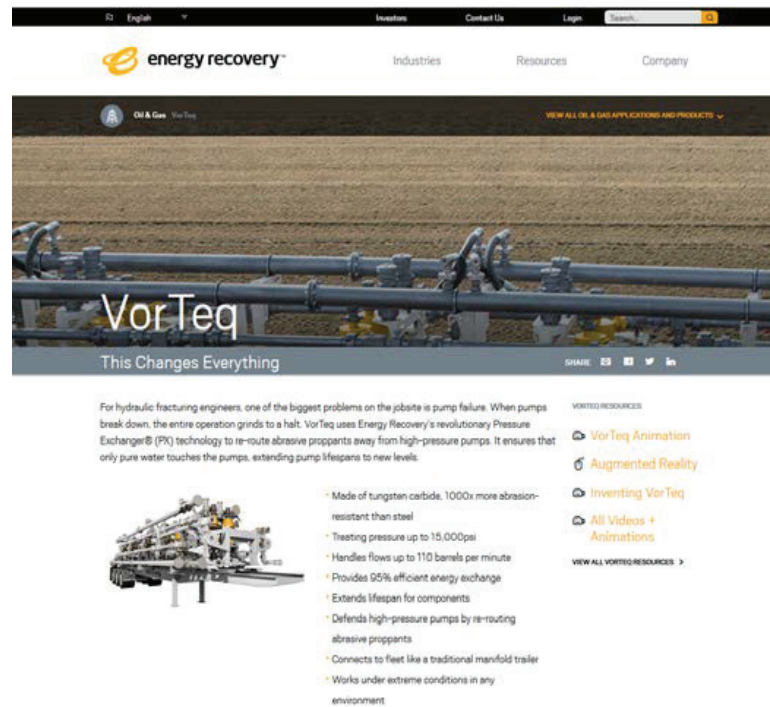 English
Investors
Contact Us
Login
Search...
energy recovery™
Industries
Resources
Company
Oil & Gas VorTeq
VIEW ALL OIL & GAS APPLICATIONS AND PRODUCTS
VorTeq
This Changes Everything
SHARE
For hydraulic fracturing engineers, one of the biggest problems on the jobsite is pump failure. When pumps
break down, the entire operation grinds to a halt. VorTeq uses Energy Recovery's revolutionary Pressure
Exchanger® (PX) technology to re-route abrasive proppants away from high-pressure pumps. It ensures that
only pure water touches the pumps, extending pump lifespans to new levels.
• Made of tungsten carbide, 1000x more abrasion-
resistant than steel
• Treating pressure up to 15,000psi
• Handles flows up to 110 barrels per minute
• Provides 95% efficient energy exchange
• Extends lifespan for components
• Defends high-pressure pumps by re-routing
abrasive proppants
• Connects to fleet like a traditional manifold trailer
• Works under extreme conditions in any
environment
VORTEQ RESOURCES
VorTeq Animation
Augmented Reality
Inventing VorTeq
All Videos +
Animations
VIEW ALL VORTEQ RESOURCES >